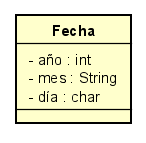 Fecha
- año : int
- mes : String
- día : char